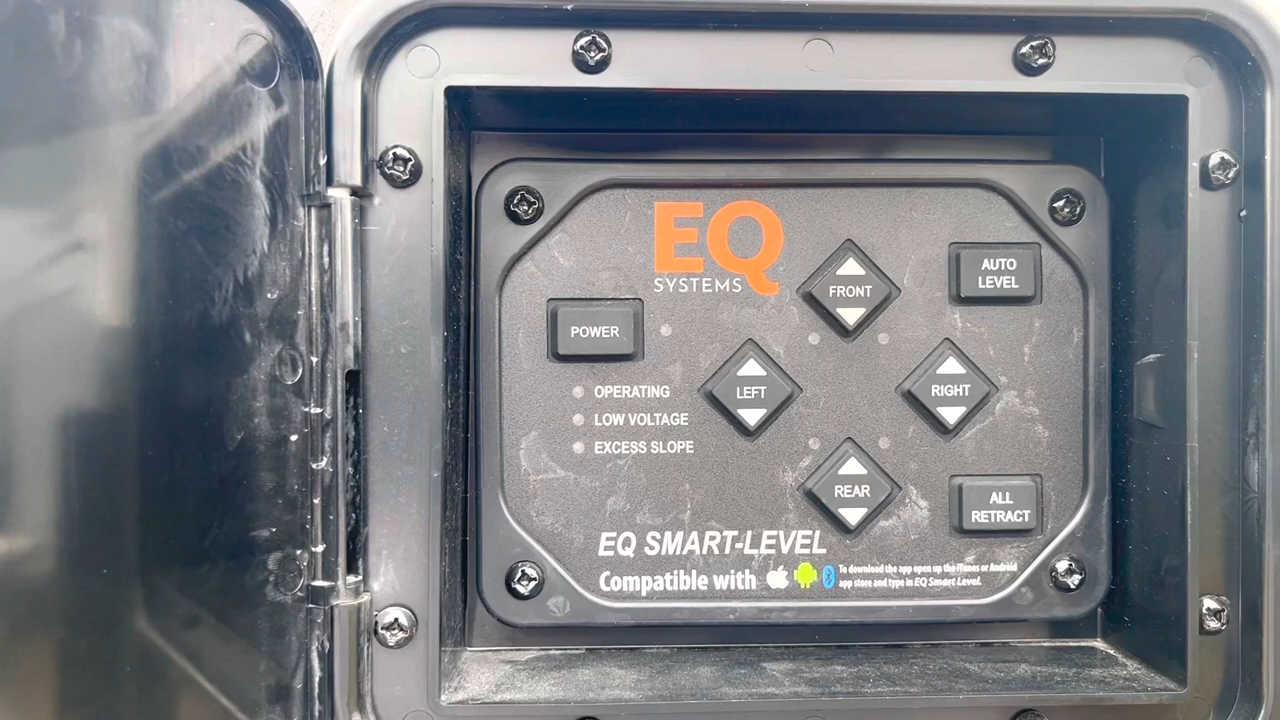 EQ
SYSTEMS
FRONT
AUTO
LEVEL
POWER
OPERATING
LOW VOLTAGE
EXCESS SLOPE
LEFT
RIGHT
REAR
ALL
RETRACT
EQ SMART-LEVEL
Compatible with
To download the app open up the iTunes or Android
app store and type in EQ Smart Level.